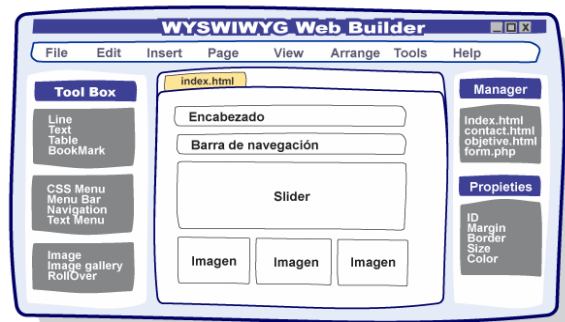 WYSWIWYG Web Builder
File Edit Insert Page View Arrange Tools Help
Tool Box
Line
Text
Table
BookMark
CSS Menu
Menu Bar
Navigation
Text Menu
Image
Image gallery
RollOver
index.html
Encabezado
Barra de navegación
Slider
Imagen Imagen Imagen
Manager
Index.html
contact.html
objetive.html
form.php
Propieties
ID
Margin
Border
Size
Color